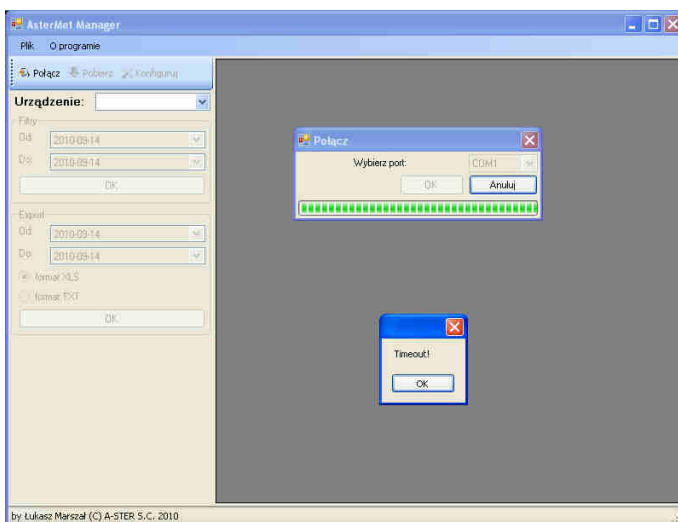 AsterMet Manager
Plik O programie
Połącz Pobierz Konfiguruj
Urządzenie:
Filtry
Od: 2010-09-14
Do: 2010-09-14
OK
Export
Od: 2010-09-14
Do: 2010-09-14
format XLS
format TXT
OK
Połącz
Wybierz port: COM1
OK Anuluj
Timeout!
OK
by Łukasz Marszał (C) A-STER S.C. 2010